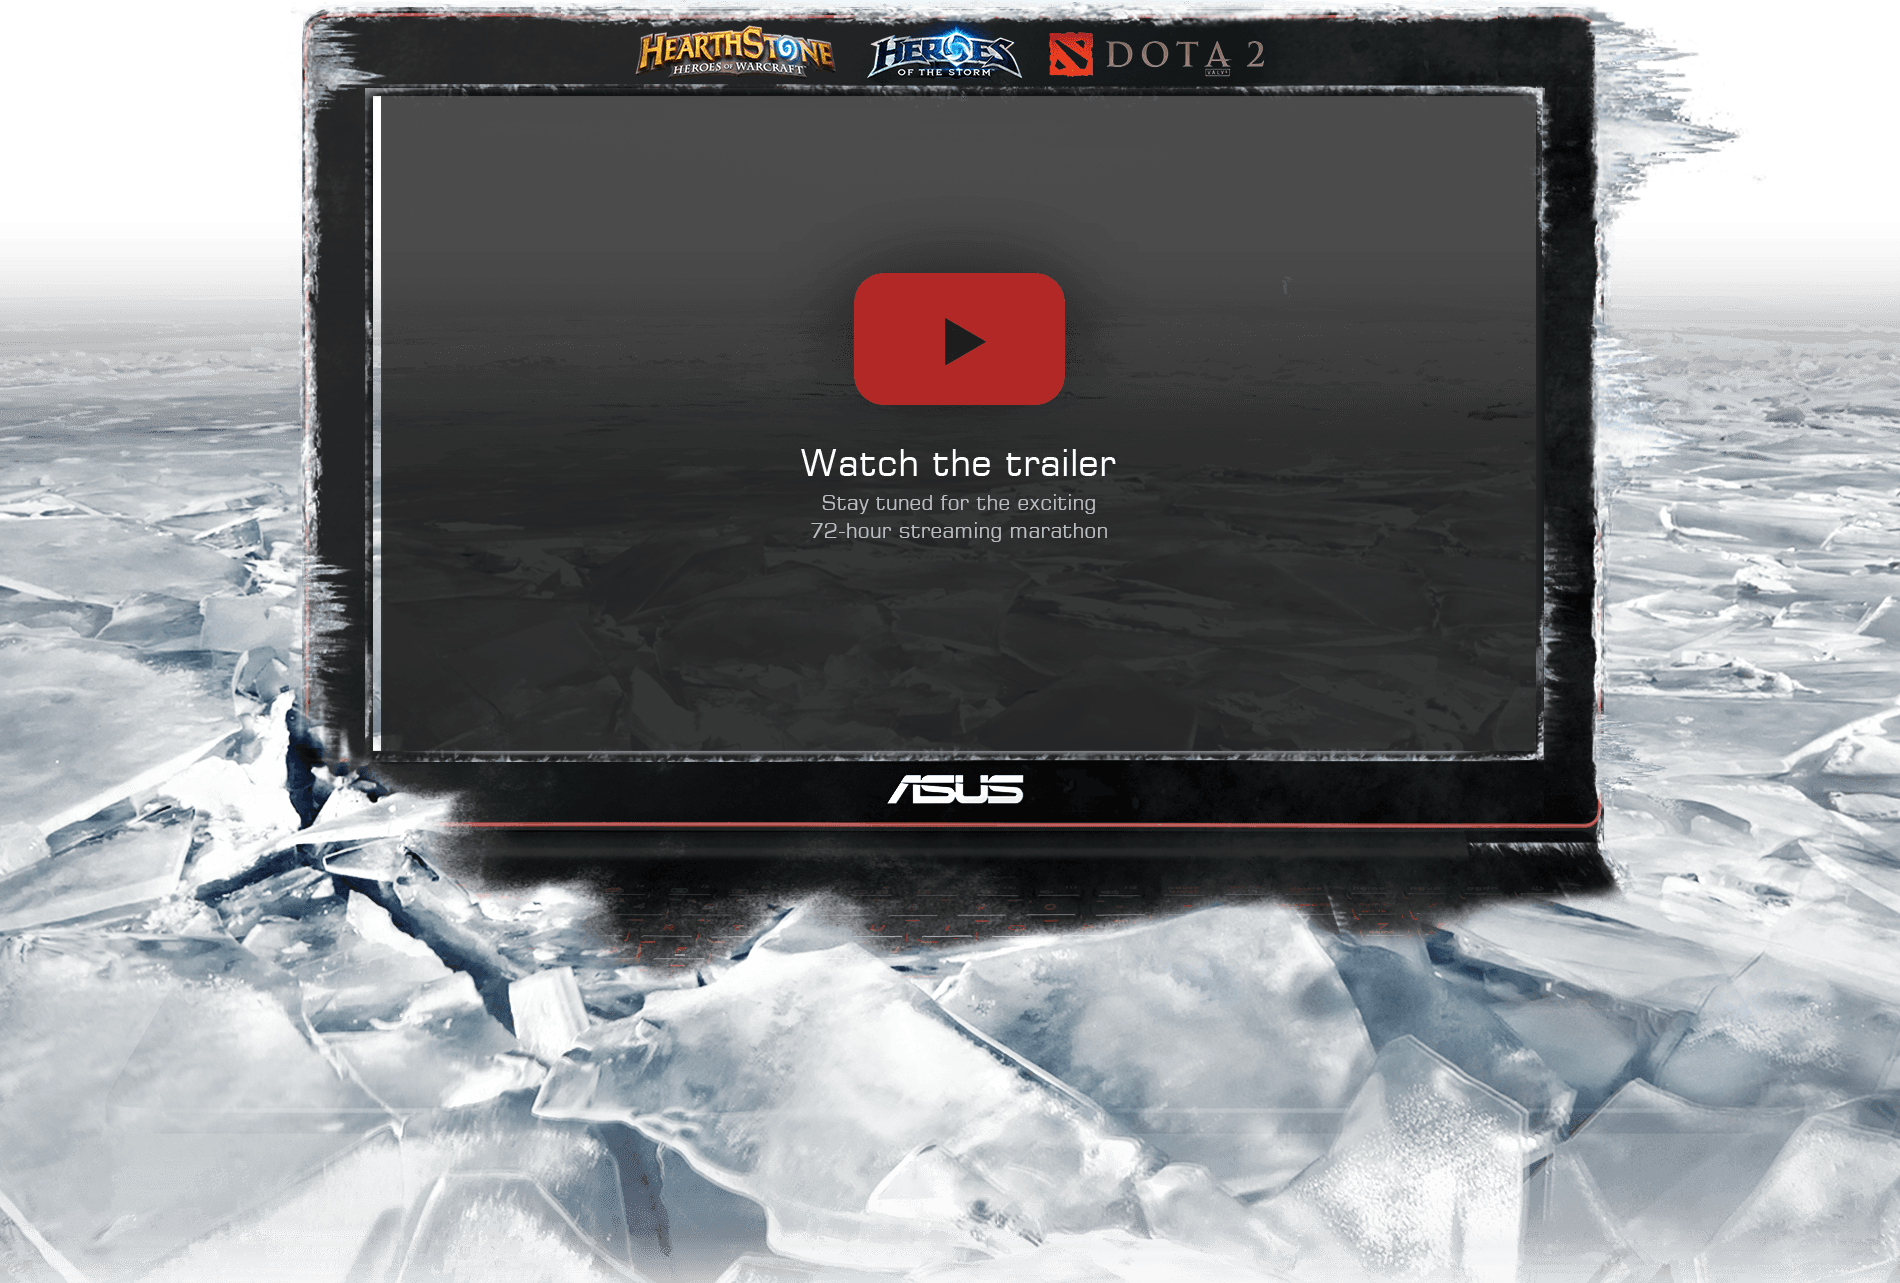 HEARTHSTONE
HEROES OF WARCRAFT
HEROES
OF THE STORM
DOTA 2
VALVE
Watch the trailer
Stay tuned for the exciting
72-hour streaming marathon
ASUS